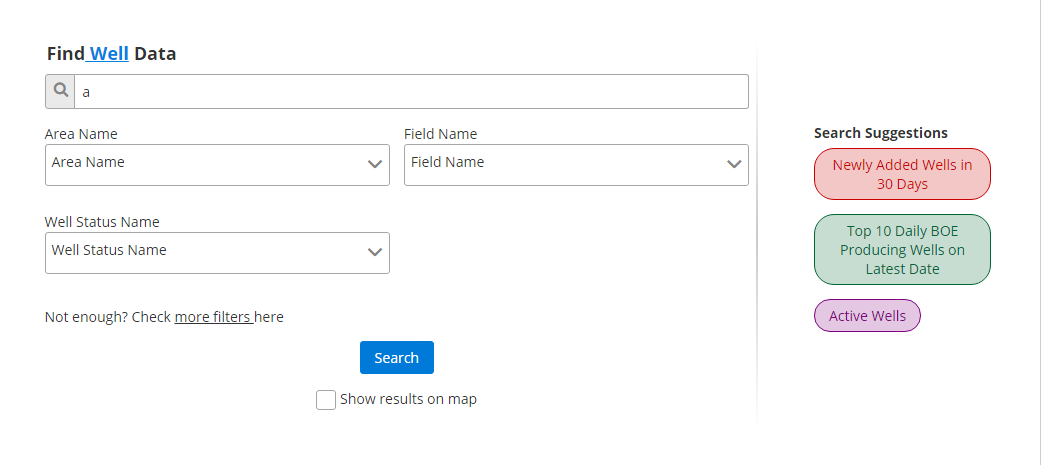 Find Well Data
a
Area Name
Field Name
Area Name
Field Name
Well Status Name
Well Status Name
Not enough? Check more filters here
Search
Show results on map
Search Suggestions
Newly Added Wells in
30 Days
Top 10 Daily BOE
Producing Wells on
Latest Date
Active Wells